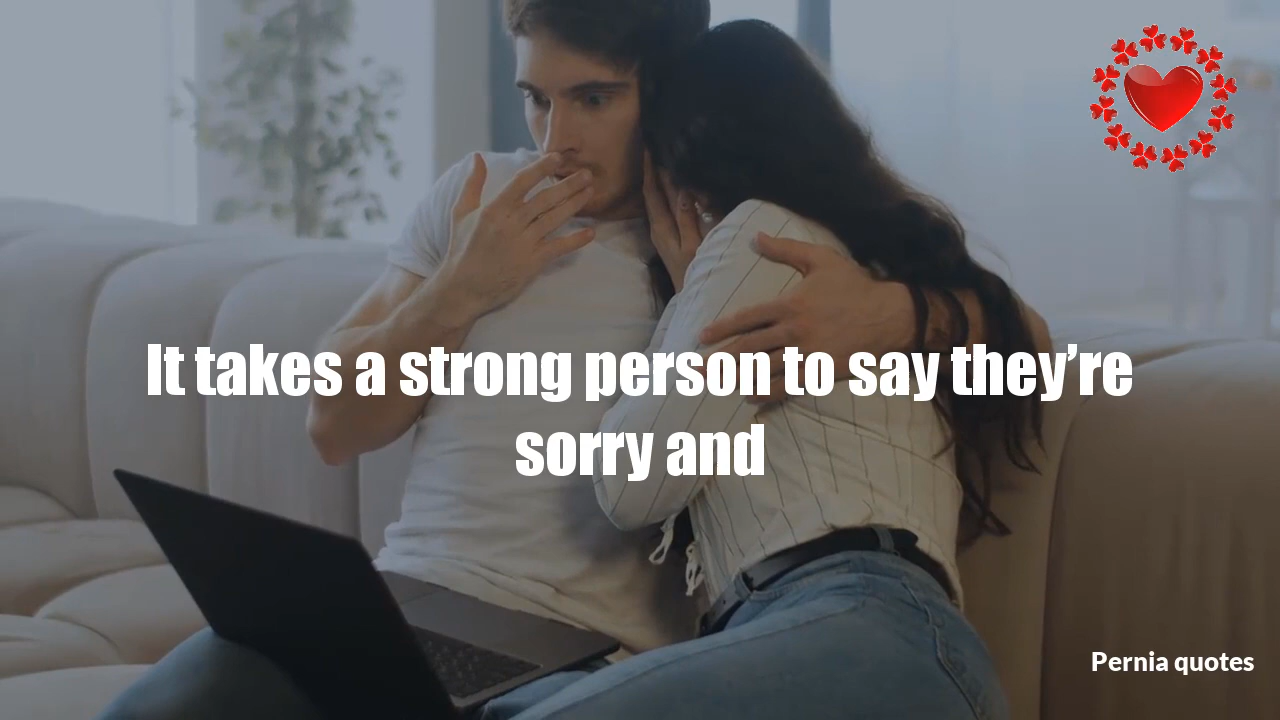 It takes a strong person to say they’re
sorry and
Pernia quotes